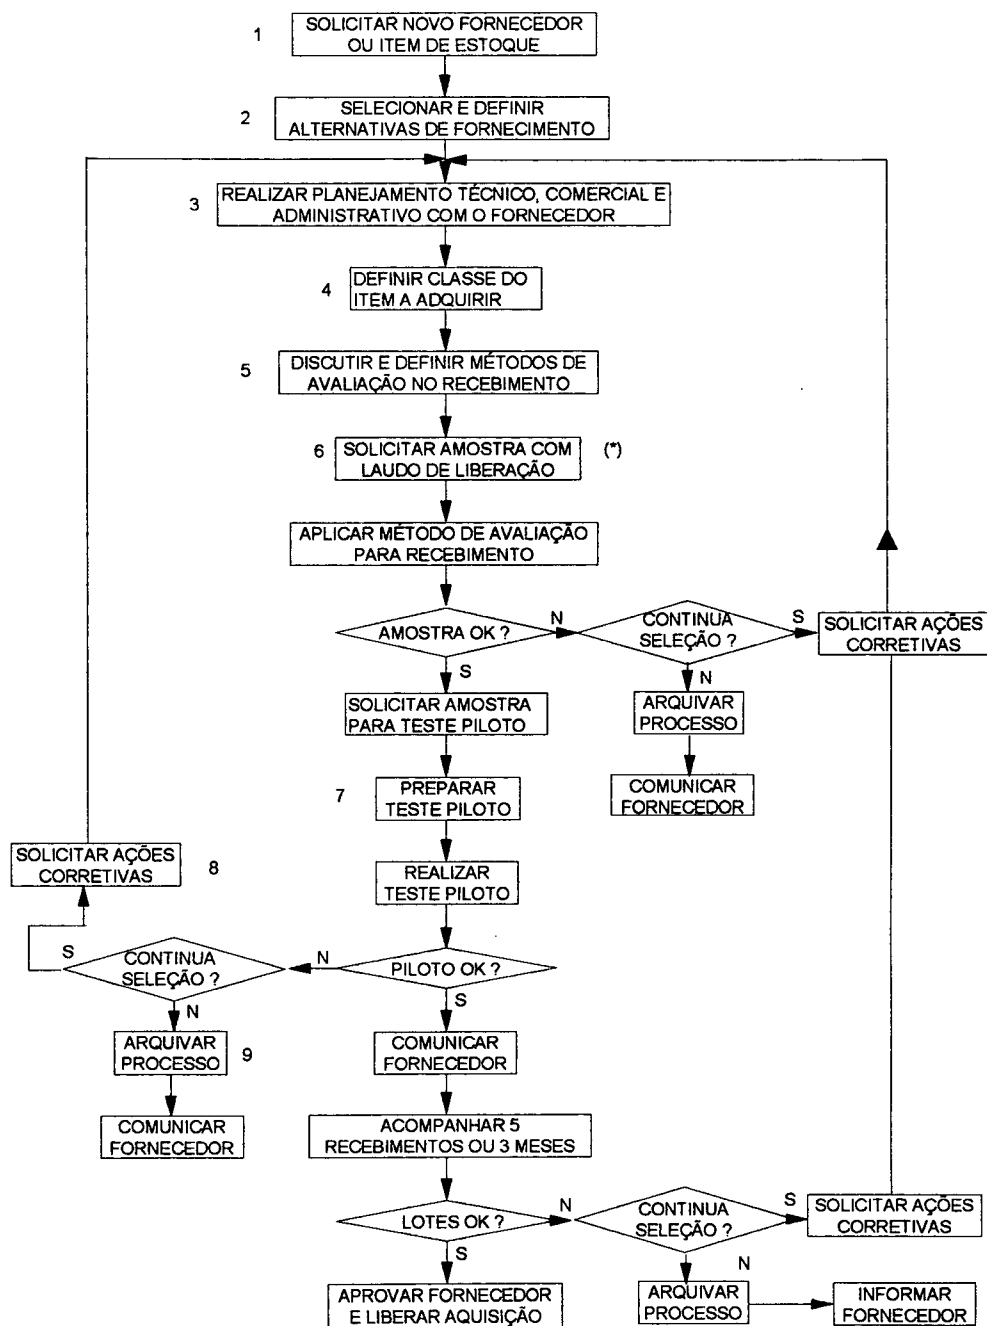 1
SOLICITAR NOVO FORNECEDOR
OU ITEM DE ESTOQUE
2
SELECIONAR E DEFINIR
ALTERNATIVAS DE FORNECIMENTO
3
REALIZAR PLANEJAMENTO TÉCNICO, COMERCIAL E
ADMINISTRATIVO COM O FORNECEDOR
4
DEFINIR CLASSE DO
ITEM A ADQUIRIR
5
DISCUTIR E DEFINIR MÉTODOS DE
AVALIAÇÃO NO RECEBIMENTO
6
SOLICITAR AMOSTRA COM
LAUDO DE LIBERAÇÃO
(*)
APLICAR MÉTODO DE AVALIAÇÃO
PARA RECEBIMENTO
AMOSTRA OK ?
N
CONTINUA
SELEÇÃO ?
S
SOLICITAR AÇÕES
CORRETIVAS
S
N
SOLICITAR AMOSTRA
PARA TESTE PILOTO
ARQUIVAR
PROCESSO
7
PREPARAR
TESTE PILOTO
COMUNICAR
FORNECEDOR
SOLICITAR AÇÕES
CORRETIVAS
8
REALIZAR
TESTE PILOTO
S
CONTINUA
SELEÇÃO ?
N
PILOTO OK ?
N
S
ARQUIVAR
PROCESSO
9
COMUNICAR
FORNECEDOR
COMUNICAR
FORNECEDOR
ACOMPANHAR 5
RECEBIMENTOS OU 3 MESES
LOTES OK ?
N
CONTINUA
SELEÇÃO ?
S
SOLICITAR AÇÕES
CORRETIVAS
S
N
APROVAR FORNECEDOR
E LIBERAR AQUISIÇÃO
ARQUIVAR
PROCESSO
INFORMAR
FORNECEDOR